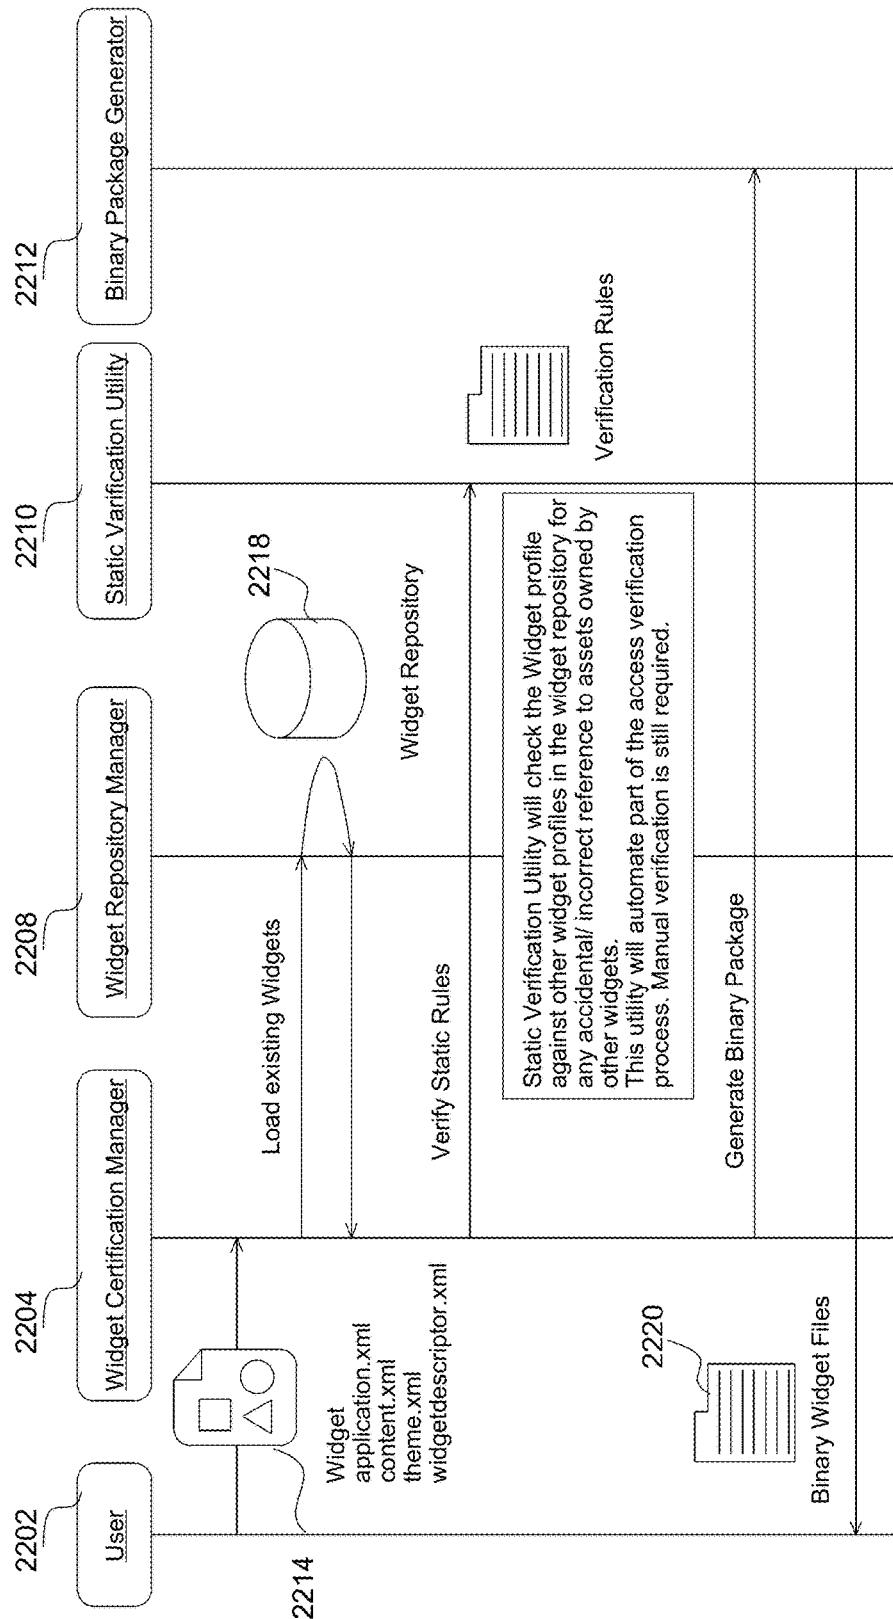 2202
2204
2208
2210
2212
User
Widget Certification Manager
Widget Repository Manager
Static Varification Utility
Binary Package Generator
2214
Widget
application.xml
content.xml
theme.xml
widgetdescriptor.xml
Load existing Widgets
2218
Widget Repository
Verify Static Rules
Verification Rules
Static Verification Utility will check the Widget profile
against other widget profiles in the widget repository for
any accidental/ incorrect reference to assets owned by
other widgets.
This utility will automate part of the access verification
process. Manual verification is still required.
Generate Binary Package
2220
Binary Widget Files